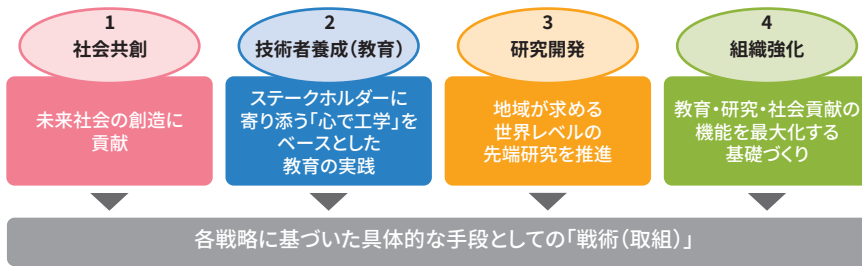 1
社会共創
未来社会の創造に
貢献
2
技術者養成(教育)
ステークホルダーに
寄り添う「心で工学」を
ベースとした
教育の実践
3
研究開発
地域が求める
世界レベルの
先端研究を推進
4
組織強化
教育・研究・社会貢献の
機能を最大化する
基礎づくり
各戦略に基づいた具体的な手段としての「戦術(取組)」